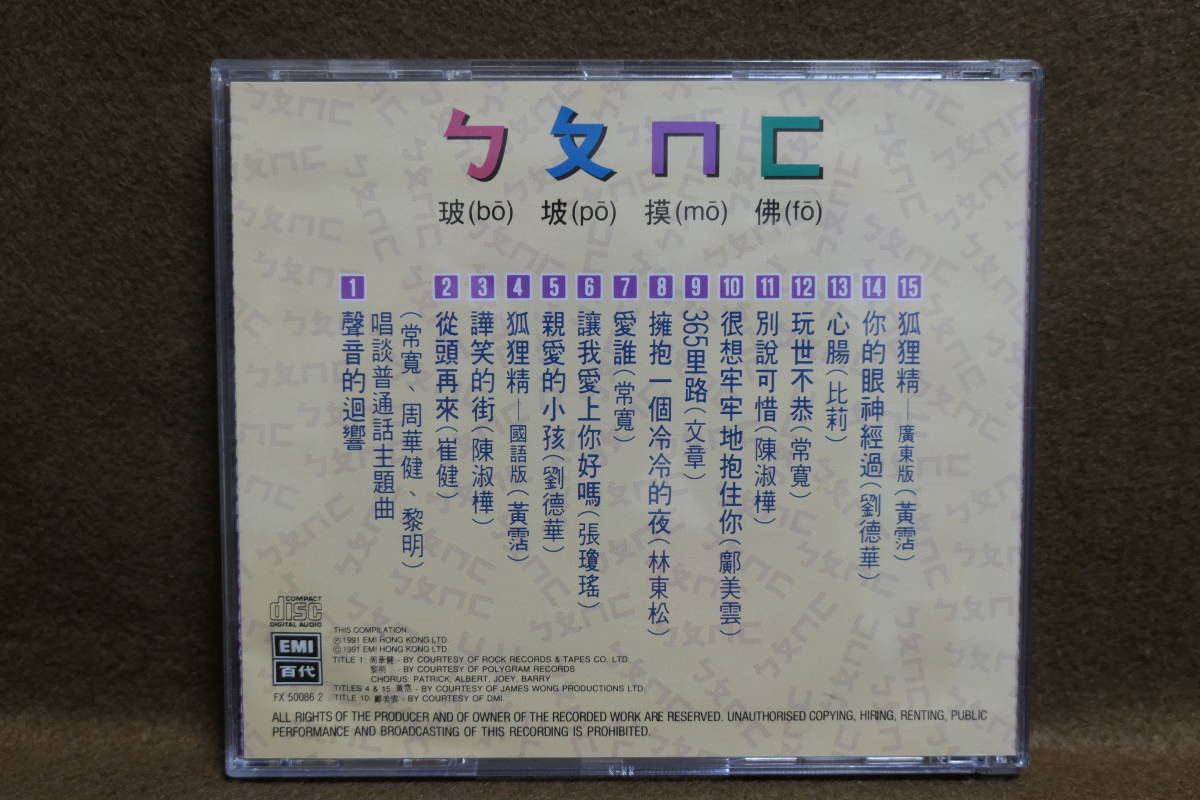 ㄅ ㄆ ㄇ ㄈ
玻(bō) 坡(pō) 摸(mō) 佛(fō)
1 聲音的迴響
唱談普通話主題曲
(常寬、周華健、黎明)
2 從頭再來(崔健)
3 譁笑的街(陳淑樺)
4 狐狸精—國語版(黃霑)
5 親愛的小孩(劉德華)
6 讓我愛上你好嗎(張瓊瑤)
7 愛誰(常寬)
8 擁抱一個冷冷的夜(林東松)
9 365里路(文章)
10 很想牢牢地抱住你(鄺美雲)
11 別說可惜(陳淑樺)
12 玩世不恭(常寬)
13 心腸(比莉)
14 你的眼神經過(劉德華)
15 狐狸精—廣東版(黃霑)
COMPACT
disc
DIGITAL AUDIO
EMI
百代
FX 50086 2
THIS COMPILATION:
℗1991 EMI HONG KONG LTD.
©1991 EMI HONG KONG LTD.
TITLE 1: 周華健 - BY COURTESY OF ROCK RECORDS & TAPES CO. LTD.
黎明 - BY COURTESY OF POLYGRAM RECORDS
CHORUS: PATRICK, ALBERT, JOEY, BARRY
TITLES 4 & 15: 黃霑 - BY COURTESY OF JAMES WONG PRODUCTIONS LTD.
TITLE 10: 鄺美雲 - BY COURTESY OF DMI.
ALL RIGHTS OF THE PRODUCER AND OF OWNER OF THE RECORDED WORK ARE RESERVED. UNAUTHORISED COPYING, HIRING, RENTING, PUBLIC
PERFORMANCE AND BROADCASTING OF THIS RECORDING IS PROHIBITED.